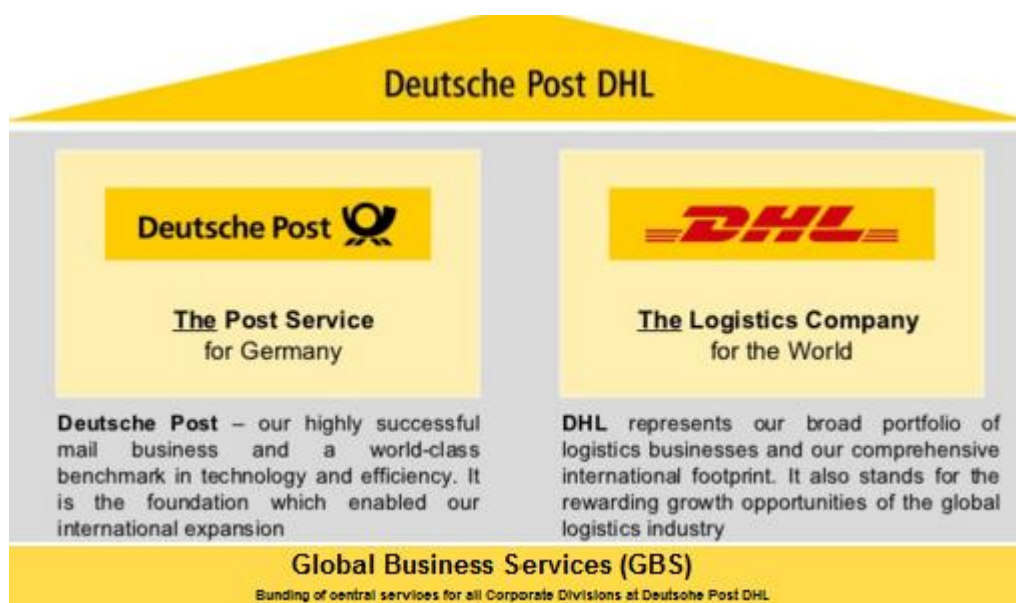 Deutsche Post DHL
Deutsche Post
The Post Service
for Germany
Deutsche Post – our highly successful
mail business and a world-class
benchmark in technology and efficiency. It
is the foundation which enabled our
international expansion
DHL
The Logistics Company
for the World
DHL represents our broad portfolio of
logistics businesses and our comprehensive
international footprint. It also stands for the
rewarding growth opportunities of the global
logistics industry
Global Business Services (GBS)
Bunding of central services for all Corporate Divisions at Deutsche Post DHL